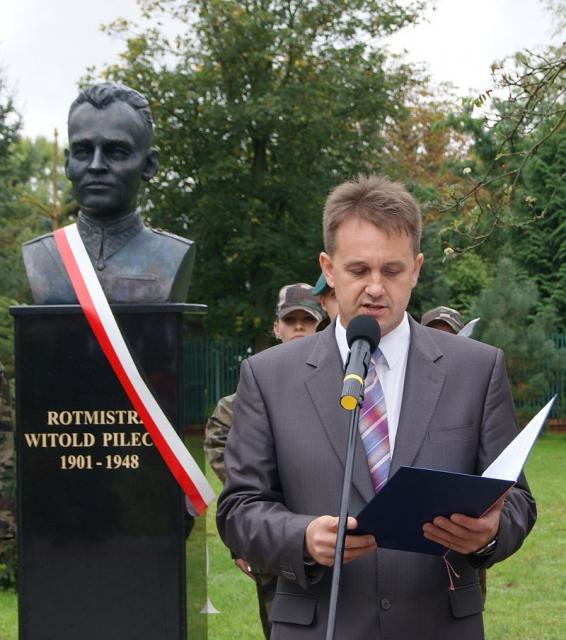 ROTMISTR
WITOLD PILEC
1901 - 1948